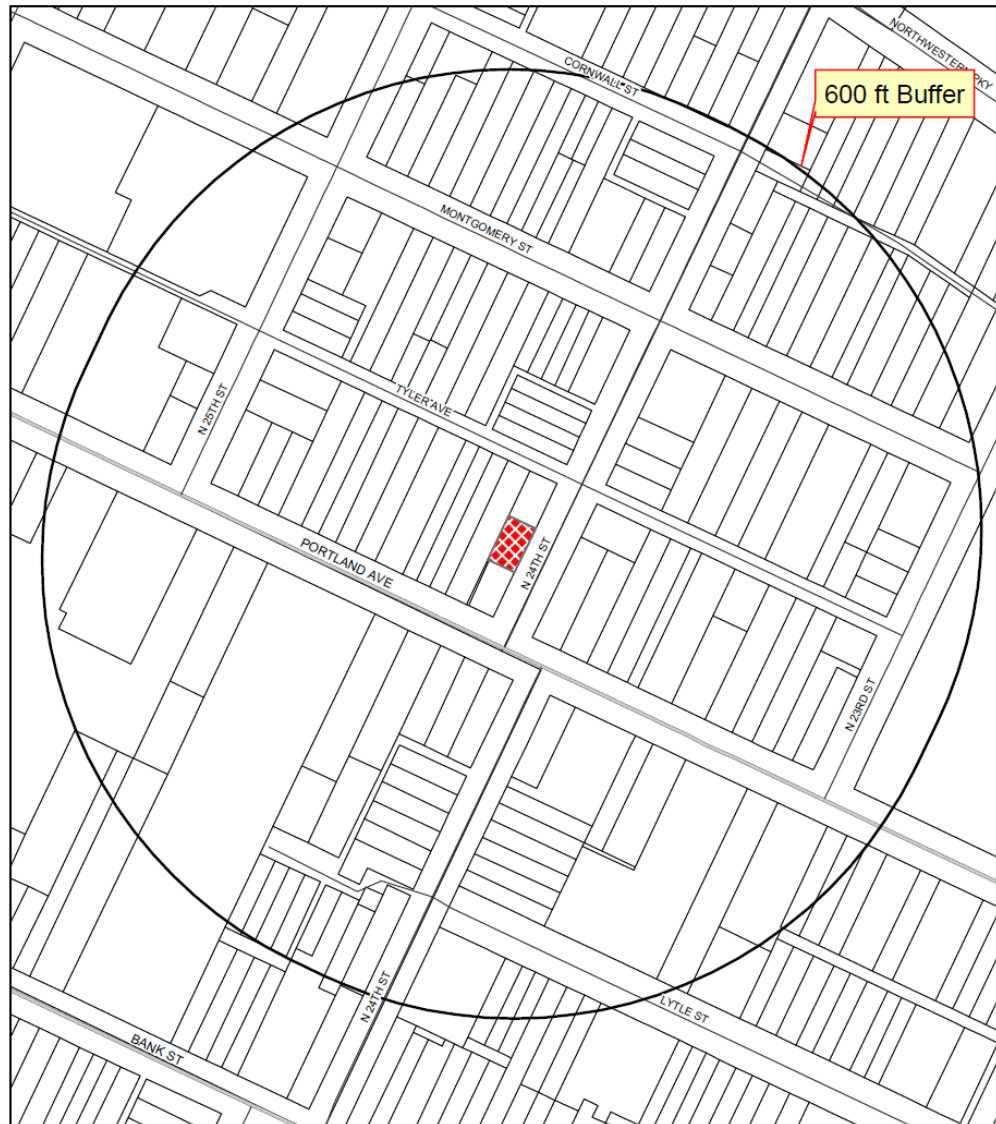 NORTHWESTERN PKY
CORNWALL ST
600 ft Buffer
MONTGOMERY ST
TYLER AVE
N 25TH ST
PORTLAND AVE
N 24TH ST
N 23RD ST
N 24TH ST
LYTLE ST
BANK ST